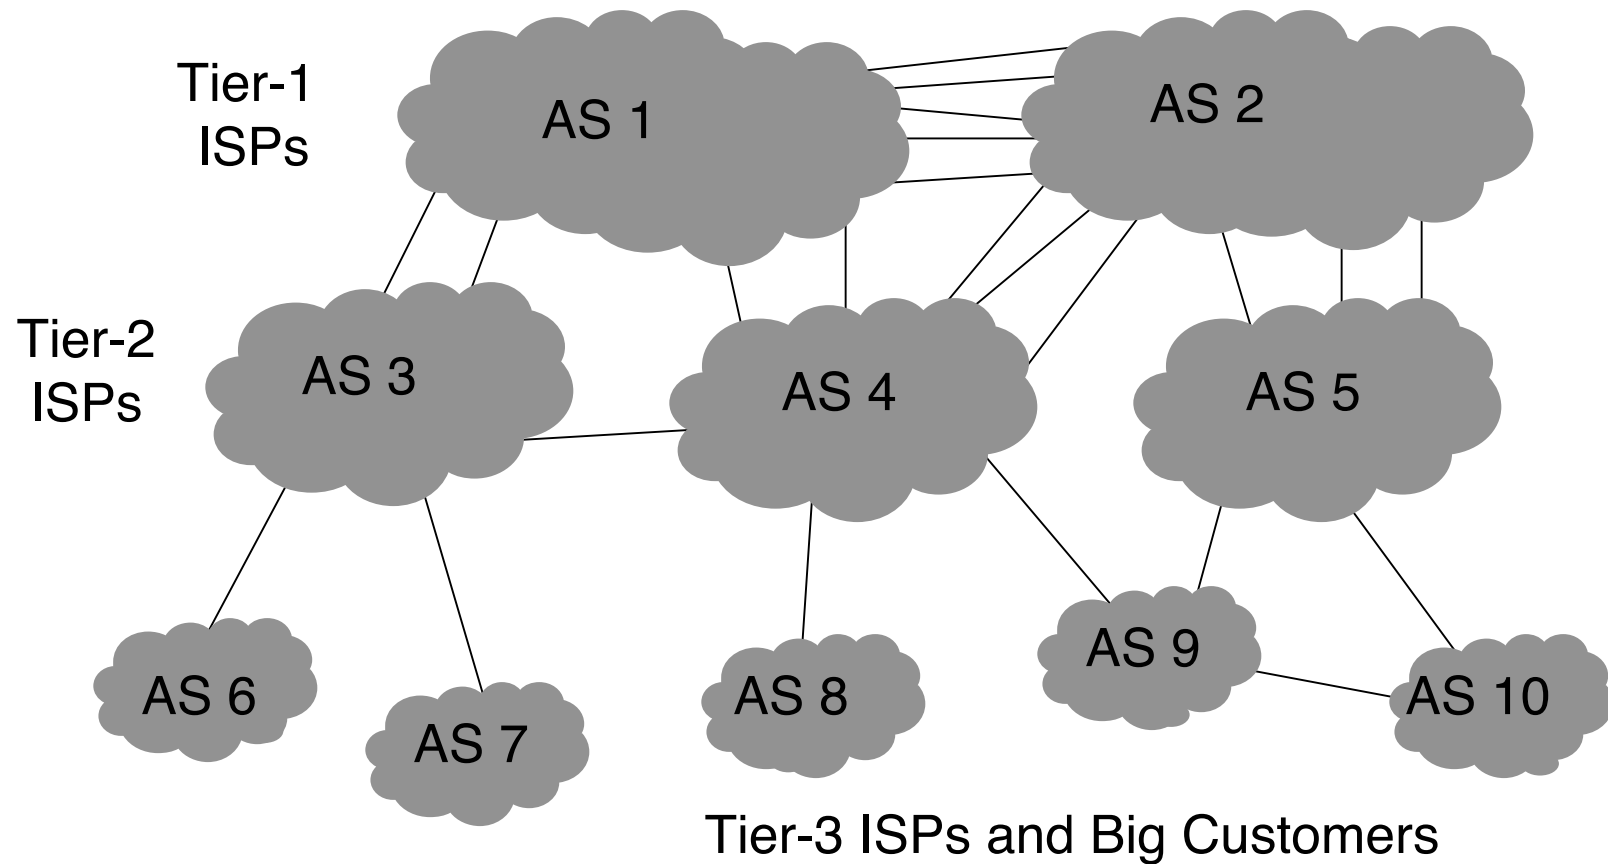 Tier-1
ISPs
AS 1
AS 2
Tier-2
ISPs
AS 3
AS 4
AS 5
AS 6
AS 7
AS 8
AS 9
AS 10
Tier-3 ISPs and Big Customers